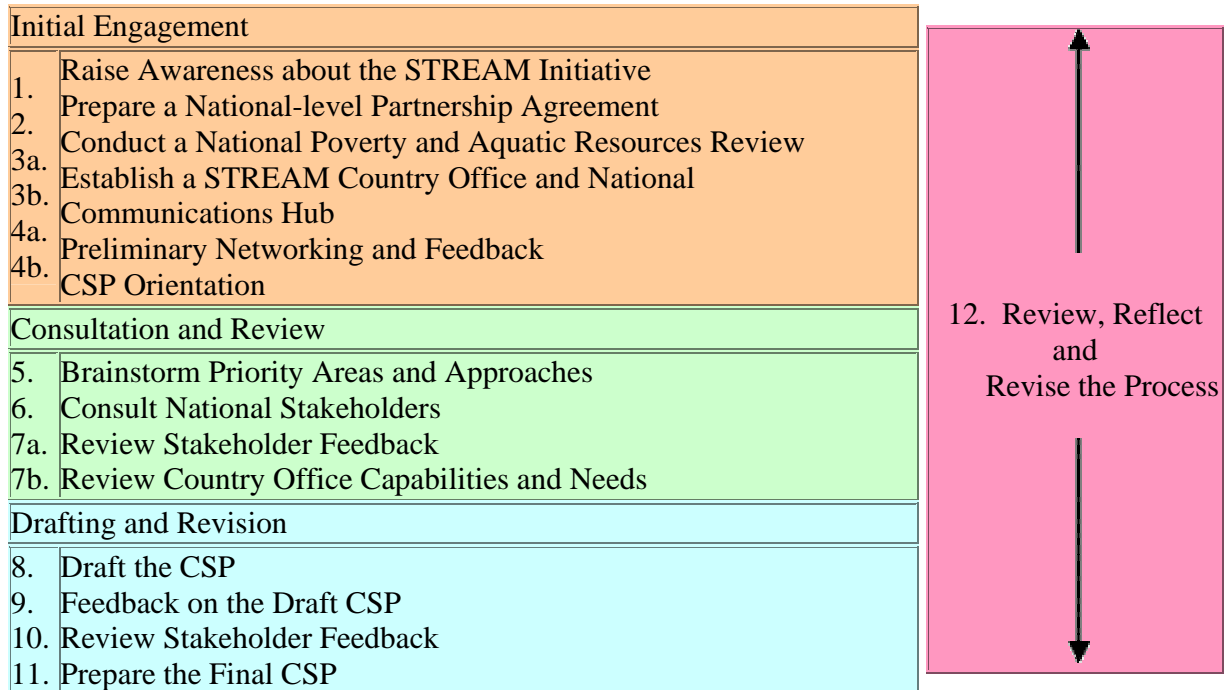 Initial Engagement
1. Raise Awareness about the STREAM Initiative
2. Prepare a National-level Partnership Agreement
3a. Conduct a National Poverty and Aquatic Resources Review
3b. Establish a STREAM Country Office and National
Communications Hub
4a. Preliminary Networking and Feedback
4b. CSP Orientation
Consultation and Review
5. Brainstorm Priority Areas and Approaches
6. Consult National Stakeholders
7a. Review Stakeholder Feedback
7b. Review Country Office Capabilities and Needs
Drafting and Revision
8. Draft the CSP
9. Feedback on the Draft CSP
10. Review Stakeholder Feedback
11. Prepare the Final CSP
12. Review, Reflect
and
Revise the Process